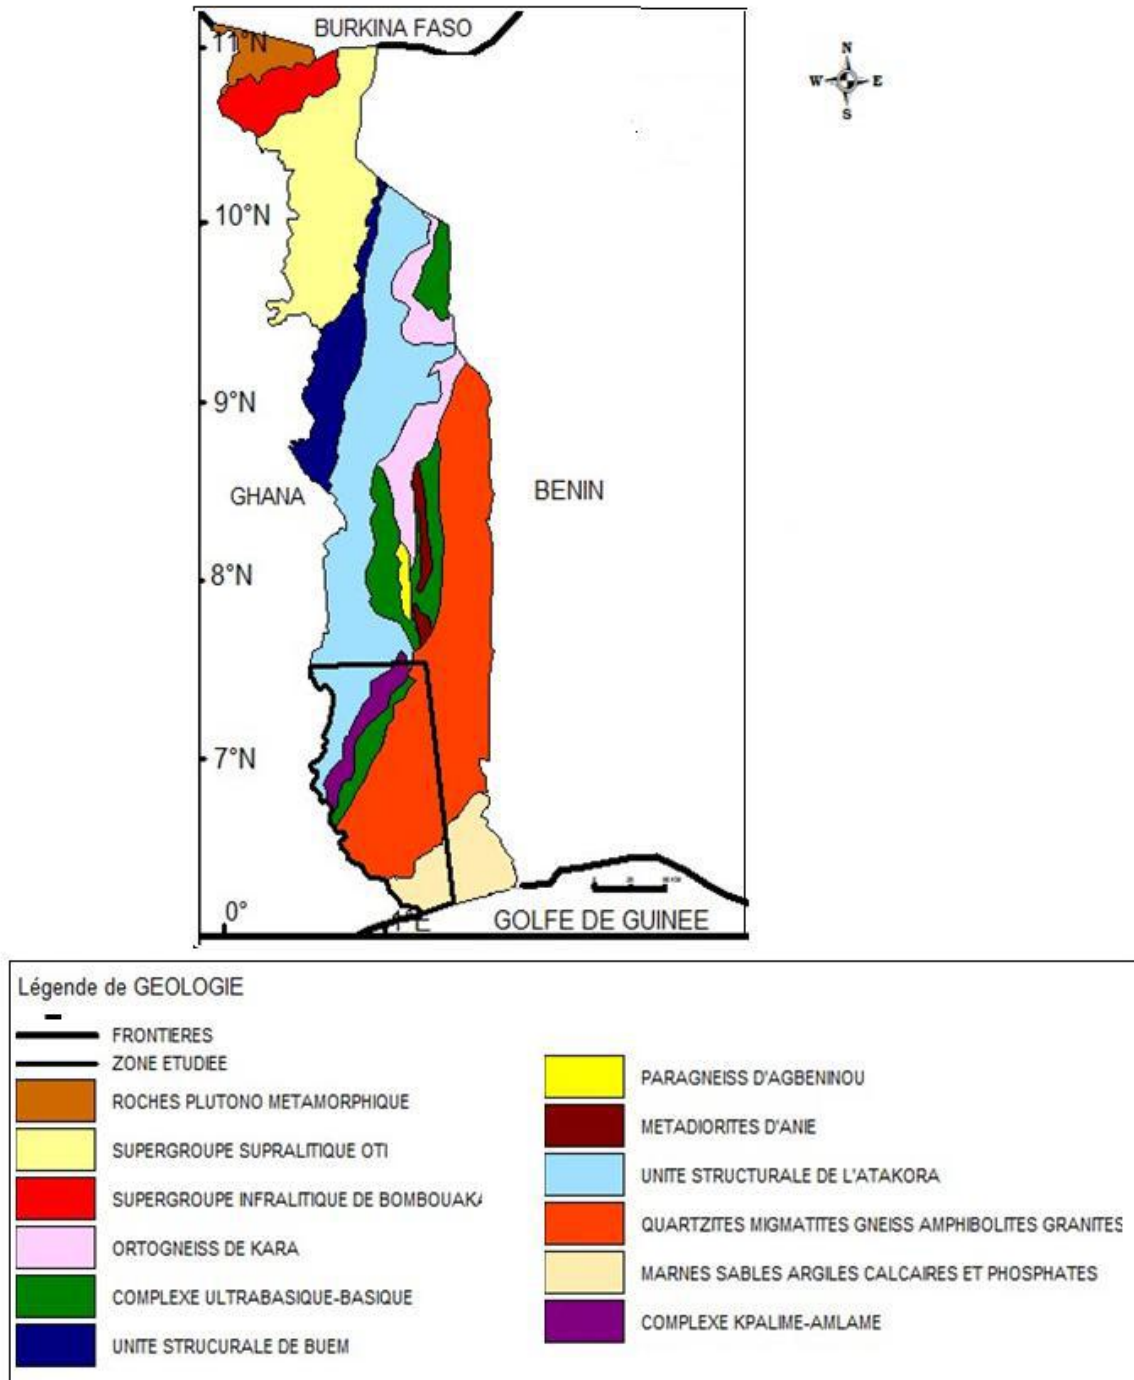 BURKINA FASO
11°N
N
W E
S
10°N
9°N
GHANA
BENIN
8°N
7°N
0°
1°E
GOLFE DE GUINEE
Légende de GEOLOGIE
FRONTIERES
ZONE ETUDIEE
ROCHES PLUTONO METAMORPHIQUE
SUPERGROUPE SUPRALITIQUE OTI
SUPERGROUPE INFRALITIQUE DE BOMBOUAKA
ORTOGNEISS DE KARA
COMPLEXE ULTRABASIQUE-BASIQUE
UNITE STRUCURALE DE BUEM
PARAGNEISS D'AGBENINOU
METADIORITES D'ANIE
UNITE STRUCTURALE DE L'ATAKORA
QUARTZITES MIGMATITES GNEISS AMPHIBOLITES GRANITES
MARNES SABLES ARGILES CALCAIRES ET PHOSPHATES
COMPLEXE KPALIME-AMLAME